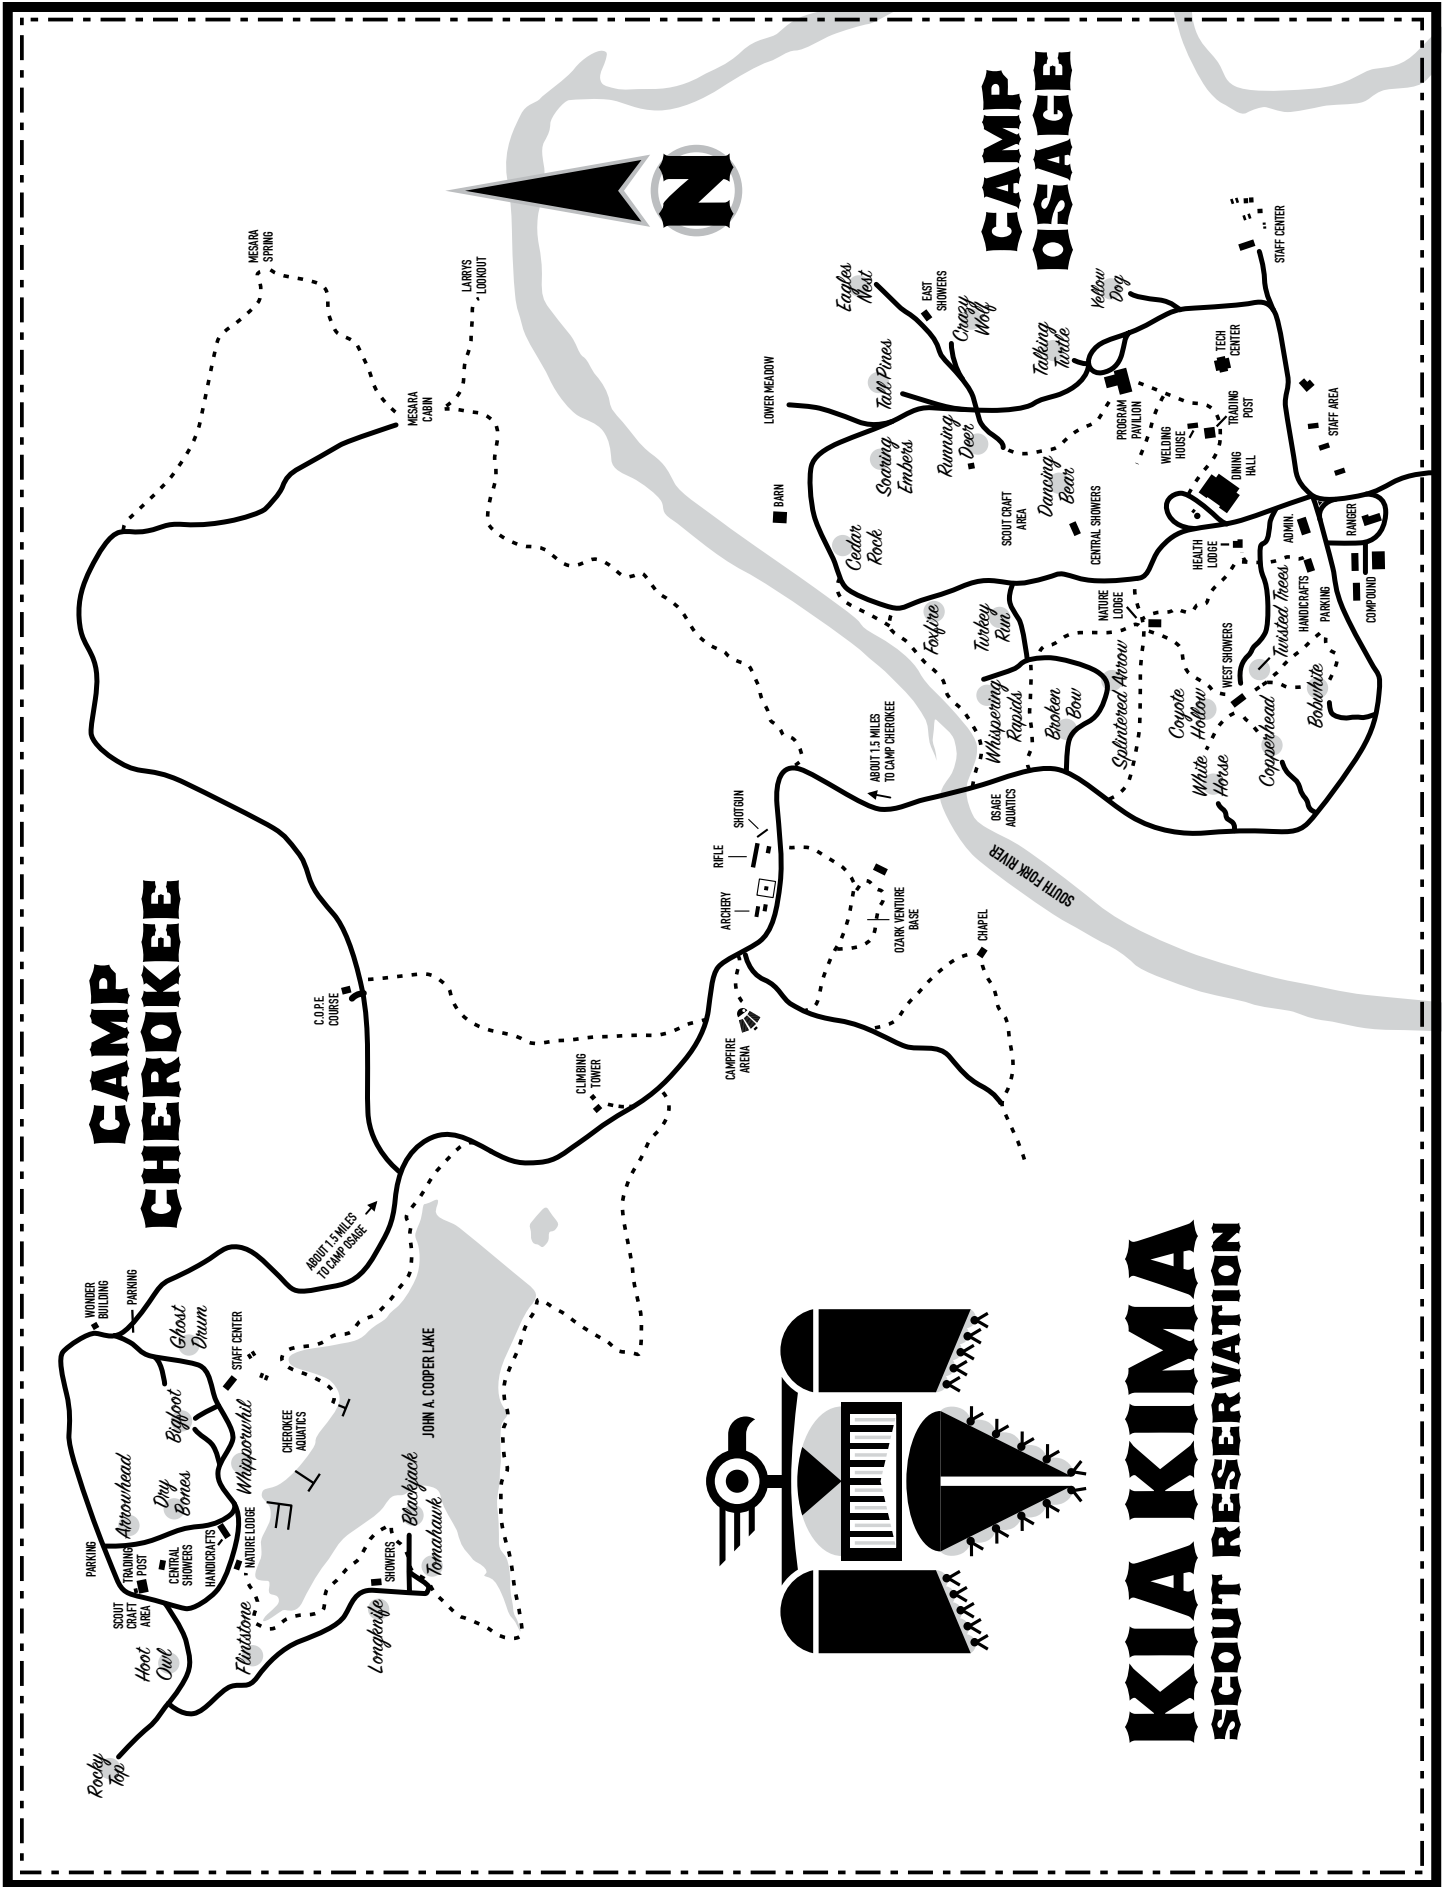 CAMP
CHEROKEE
WONDER
BUILDING
PARKING
Ghost
Drum
STAFF CENTER
Bigfoot
Whipporwhil
Arrowhead
Dry
Bones
PARKING
TRADING
POST
CENTRAL
SHOWERS
HANDICRAFTS
NATURE LODGE
SCOUT
CRAFT
AREA
Hoot
Owl
Rocky
Top
Flintstone
Longknife
SHOWERS
Blackjack
Tomahawk
CHEROKEE
AQUATICS
JOHN A. COOPER LAKE
ABOUT 1.5 MILES
TO CAMP OSAGE
C.O.P.E.
COURSE
CLIMBING
TOWER
CAMPFIRE
ARENA
ARCHERY
RIFLE
SHOTGUN
OZARK VENTURE
BASE
CHAPEL
MESARA
SPRING
LARRYS
LOOKOUT
MESARA
CABIN
N
CAMP
OSAGE
ABOUT 1.5 MILES
TO CAMP CHEROKEE
SOUTH FORK RIVER
OSAGE
AQUATICS
LOWER MEADOW
BARN
Eagles
Nest
EAST
SHOWERS
Crazy
Wolf
Tall Pines
Talking
Turtle
Yellow
Dog
STAFF CENTER
Soaring
Embers
Running
Deer
Cedar
Rock
SCOUT CRAFT
AREA
Dancing
Bear
CENTRAL SHOWERS
PROGRAM
PAVILION
WELDING
HOUSE
TRADING
POST
TECH
CENTER
DINING
HALL
STAFF AREA
Foxfire
Turkey
Run
NATURE
LODGE
HEALTH
LODGE
ADMIN.
RANGER
Whispering
Rapids
Broken
Bow
Splintered Arrow
Coyote
Hollow
WEST SHOWERS
Twisted Trees
HANDICRAFTS
PARKING
COMPOUND
White
Horse
Copperhead
Bobwhite
KIA KIMA
SCOUT RESERVATION